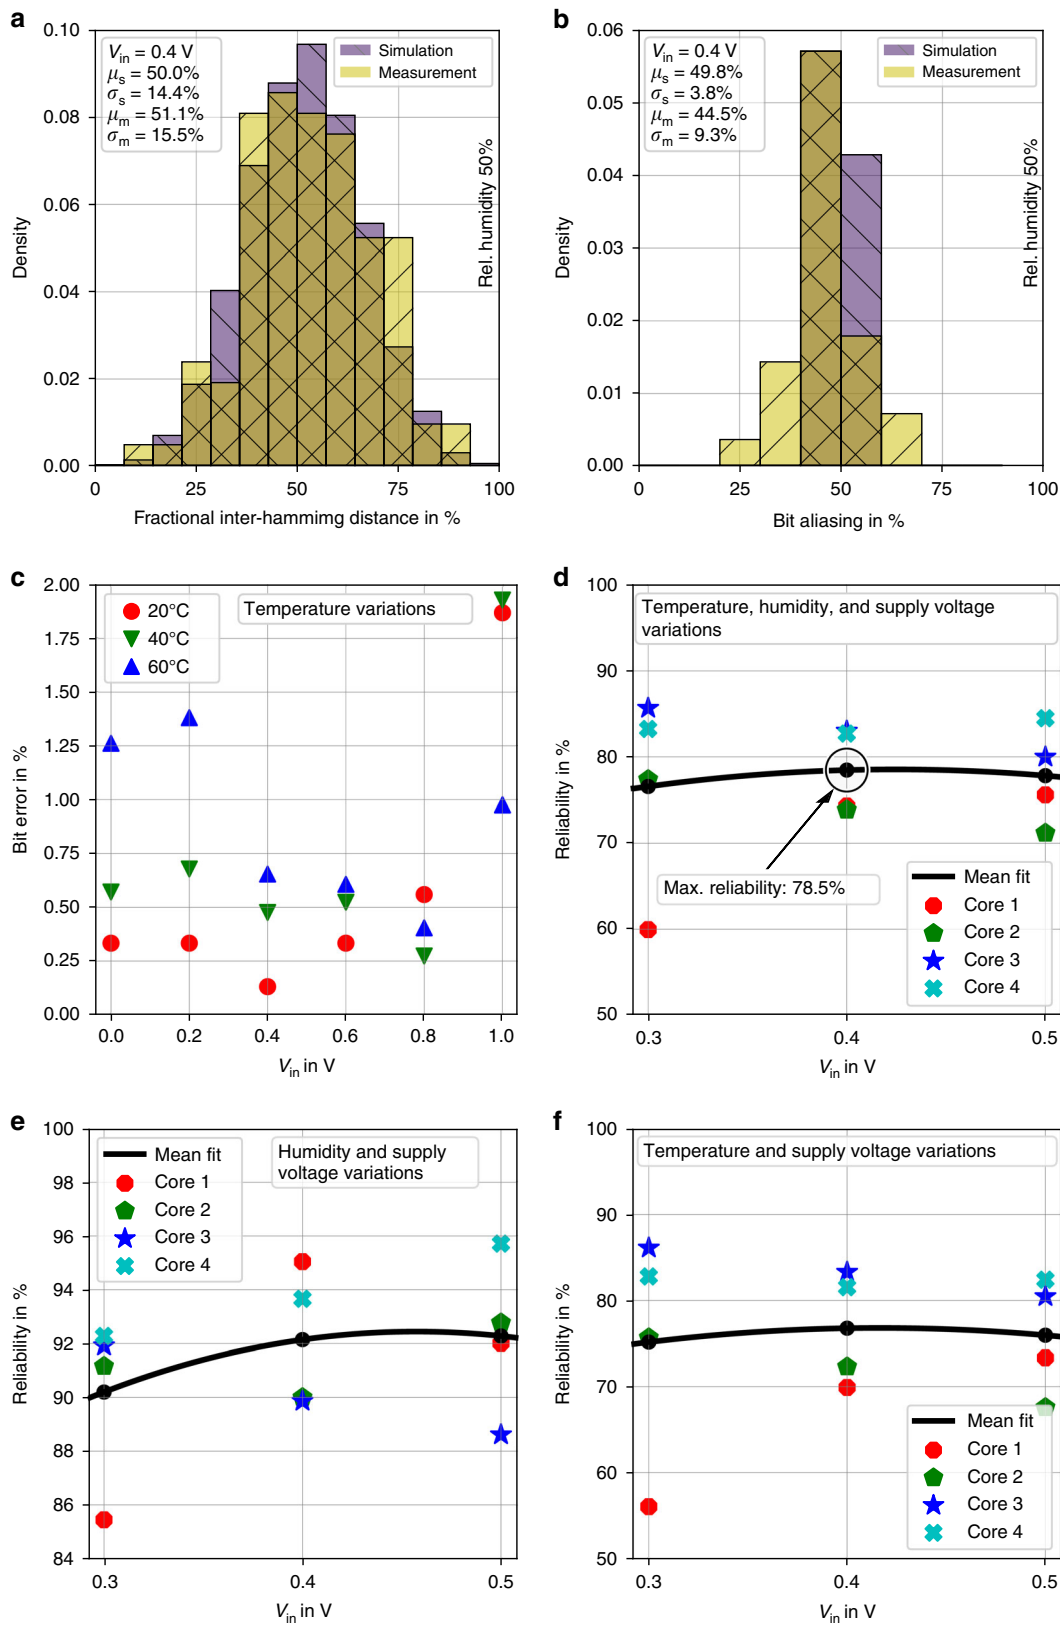 a
0.10
0.08
0.06
0.04
0.02
0.00
Density
V_in = 0.4 V
μ_s = 50.0%
σ_s = 14.4%
μ_m = 51.1%
σ_m = 15.5%
Simulation
Measurement
Rel. humidity 50%
0 25 50 75 100
Fractional inter-hammimg distance in %
b
0.06
0.05
0.04
0.03
0.02
0.01
0.00
Density
V_in = 0.4 V
μ_s = 49.8%
σ_s = 3.8%
μ_m = 44.5%
σ_m = 9.3%
Simulation
Measurement
Rel. humidity 50%
0 25 50 75 100
Bit aliasing in %
c
2.00
1.75
1.50
1.25
1.00
0.75
0.50
0.25
0.00
Bit error in %
20°C
40°C
60°C
Temperature variations
0.0 0.2 0.4 0.6 0.8 1.0
V_in in V
d
100
90
80
70
60
50
Reliability in %
Temperature, humidity, and supply voltage
variations
Max. reliability: 78.5%
Mean fit
Core 1
Core 2
Core 3
Core 4
0.3 0.4 0.5
V_in in V
e
100
98
96
94
92
90
88
86
84
Reliability in %
Mean fit
Core 1
Core 2
Core 3
Core 4
Humidity and supply
voltage variations
0.3 0.4 0.5
V_in in V
f
100
90
80
70
60
50
Reliability in %
Temperature and supply voltage variations
Mean fit
Core 1
Core 2
Core 3
Core 4
0.3 0.4 0.5
V_in in V